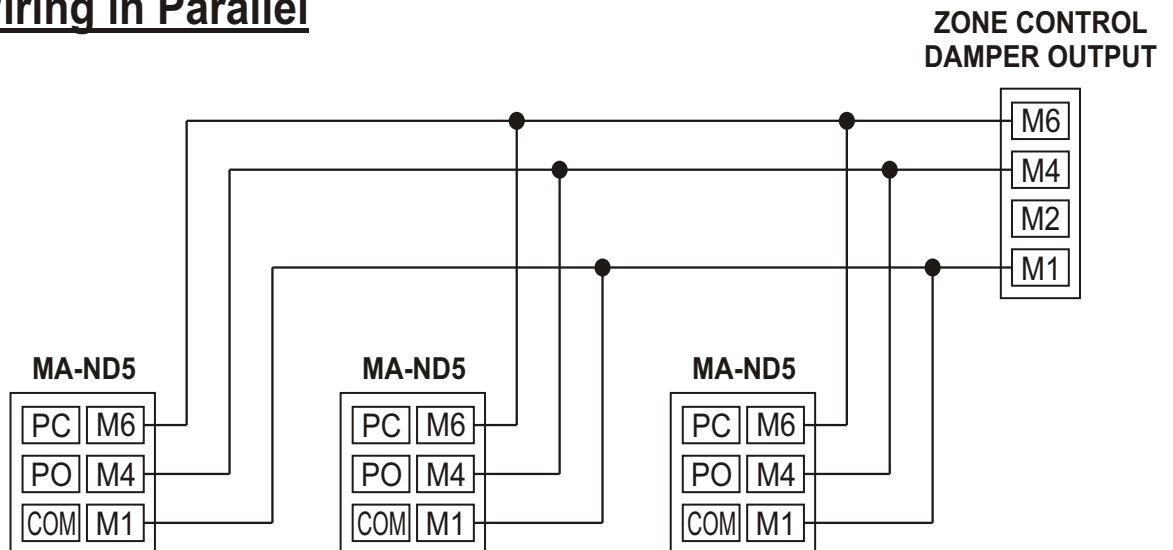 in Parallel
ZONE CONTROL
DAMPER OUTPUT
M6
M4
M2
M1
MA-ND5 MA-ND5 MA-ND5
PC M6 PC M6 PC M6
PO M4 PO M4 PO M4
COM M1 COM M1 COM M1